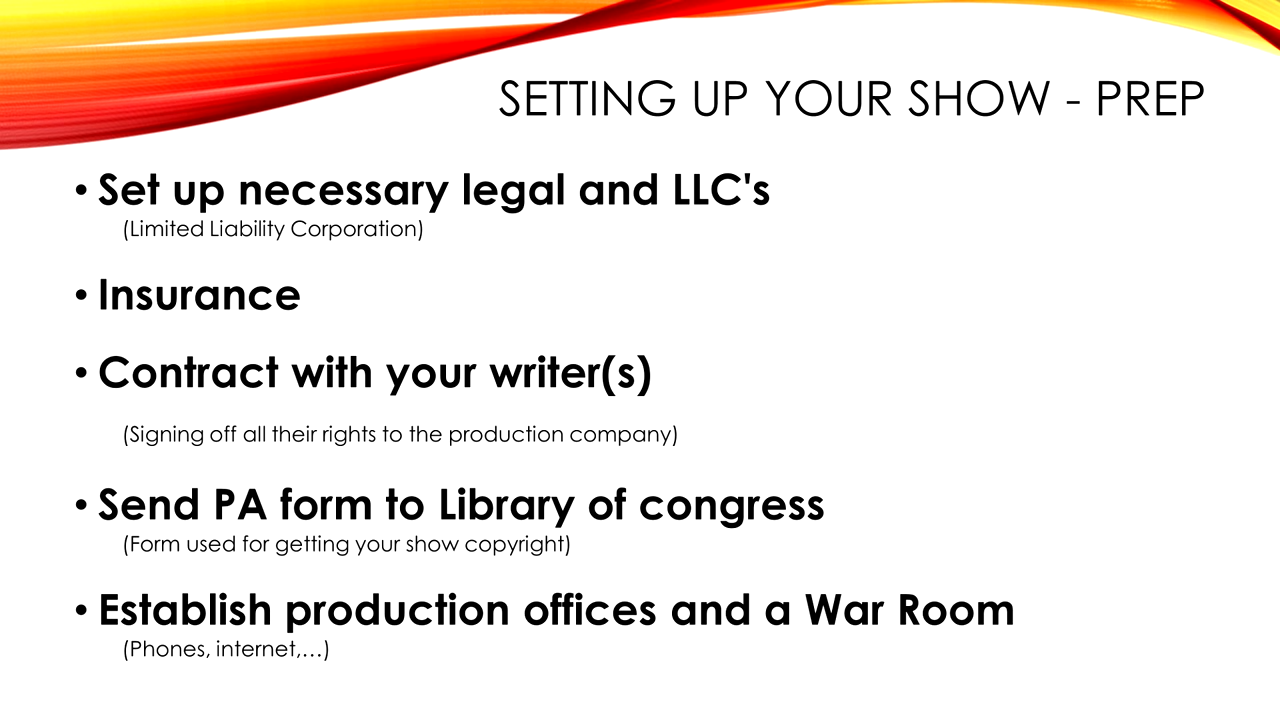 SETTING UP YOUR SHOW - PREP
• Set up necessary legal and LLC's
(Limited Liability Corporation)
• Insurance
• Contract with your writer(s)
(Signing off all their rights to the production company)
• Send PA form to Library of congress
(Form used for getting your show copyright)
• Establish production offices and a War Room
(Phones, internet,…)